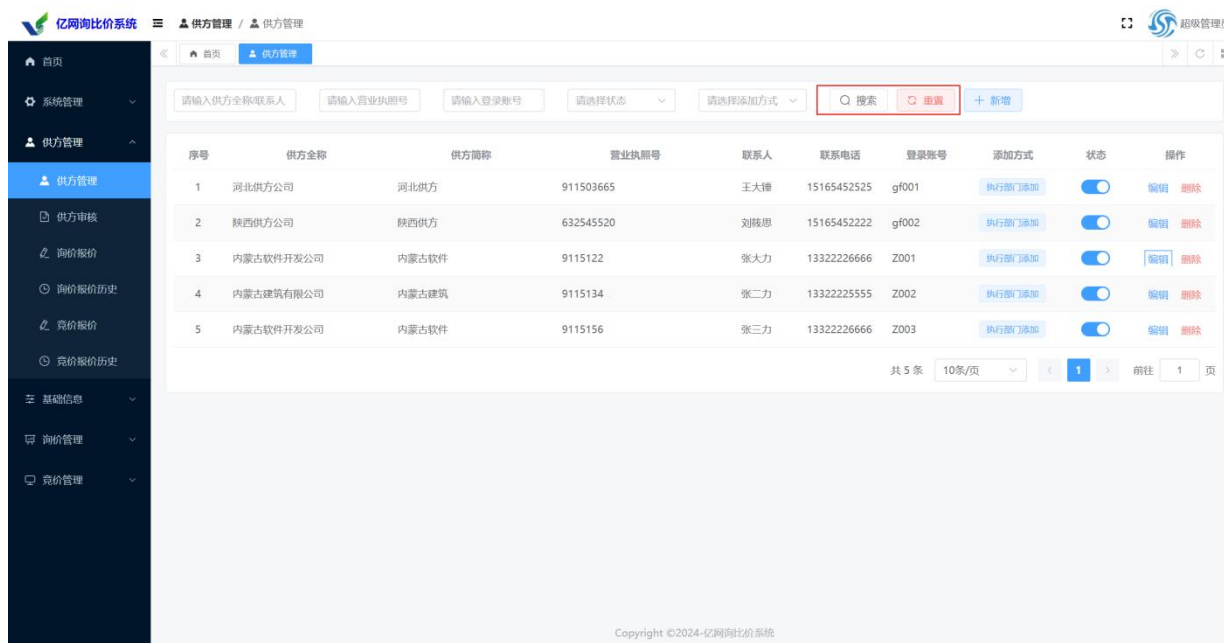 亿网询比价系统
供方管理 / 供方管理
超级管理
首页
供方管理
首页
系统管理
供方管理
供方管理
供方审核
询价报价
询价报价历史
竞价报价
竞价报价历史
基础信息
询价管理
竞价管理
请输入供方全称/联系人 请输入营业执照号 请输入登录账号 请选择状态 请选择添加方式 搜索 重置 新增
序号 供方全称 供方简称 营业执照号 联系人 联系电话 登录账号 添加方式 状态 操作
1 河北供方公司 河北供方 911503665 王大锤 15165452525 gf001 执行部门添加 编辑 删除
2 陕西供方公司 陕西供方 632545520 15165452222 gf002 执行部门添加 编辑 删除
3 内蒙古软件开发公司 内蒙古软件 9115122 张大力 13322226666 Z001 执行部门添加 编辑 删除
4 内蒙古建筑有限公司 内蒙古建筑 9115134 张二力 13322225555 Z002 执行部门添加 编辑 删除
5 内蒙古软件开发公司 内蒙古软件 9115156 张三力 13322226666 Z003 执行部门添加 编辑 删除
共 5 条 10条/页 1 前往 1 页
Copyright ©2024-亿网询比价系统